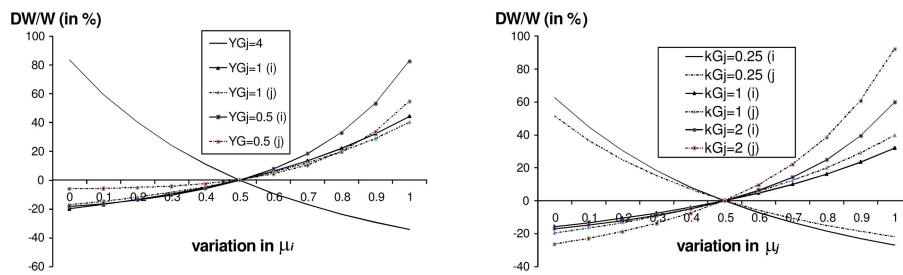 DW/W (in %)
100
80
60
40
20
0
-20
-40
-60
0 0.1 0.2 0.3 0.4 0.5 0.6 0.7 0.8 0.9 1
YGj=4
YGj=1 (i)
YGj=1 (j)
YGj=0.5 (i)
YG=0.5 (j)
variation in μi
DW/W (in %)
100
80
60
40
20
0
-20
-40
0 0.1 0.2 0.3 0.4 0.5 0.6 0.7 0.8 0.9 1
kGj=0.25 (i
kGj=0.25 (j
kGj=1 (i)
kGj=1 (j)
kGj=2 (i)
kGj=2 (j)
variation in μj